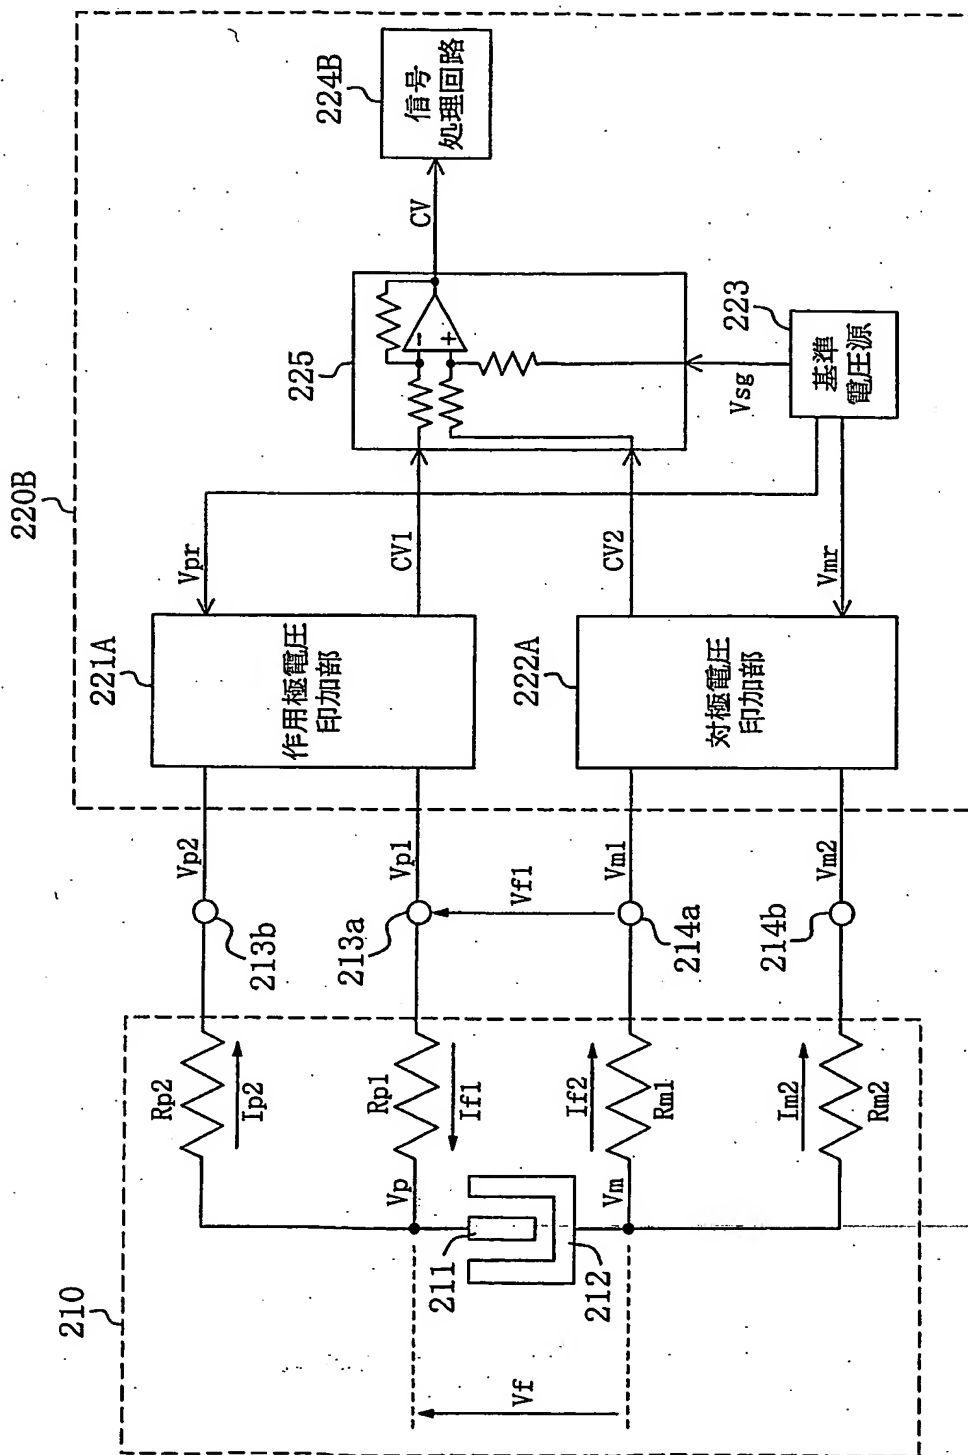 220B
221A
作用極電圧
印加部
222A
対極電圧
印加部
223
基準
電圧源
224B
信号
処理回路
225
-
+
Vpr
CV1
CV2
Vmr
Vsg
CV
Vp2
Vp1
Vm1
Vm2
Vf1
213b
213a
214a
214b
210
Rp2
Ip2
Rp1
If1
If2
Rm1
Im2
Rm2
Vp
Vm
211
212
Vf